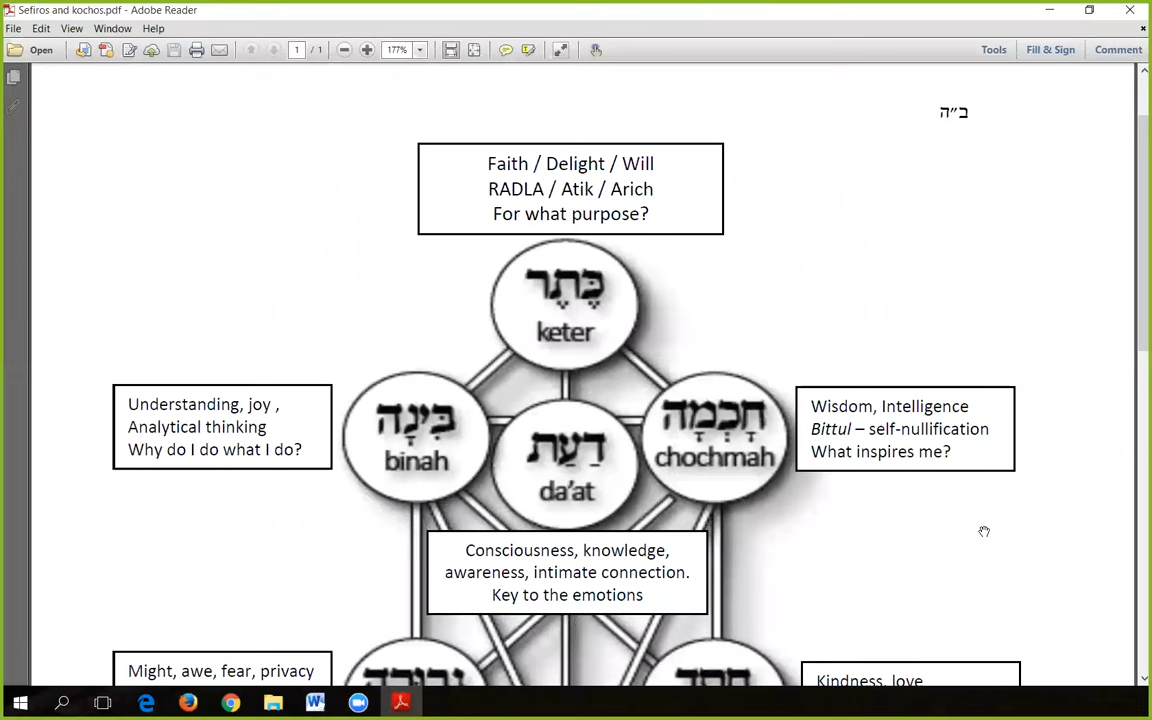 Sefiros and kochos.pdf - Adobe Reader
File Edit View Window Help
Open 1 / 1 177% Tools Fill & Sign Comment
ב״ה
Faith / Delight / Will
RADLA / Atik / Arich
For what purpose?
כֶּתֶר
keter
Understanding, joy ,
Analytical thinking
Why do I do what I do?
בִּינָה
binah
דַעַת
da'at
חָכְמָה
chochmah
Wisdom, Intelligence
Bittul – self-nullification
What inspires me?
Consciousness, knowledge,
awareness, intimate connection.
Key to the emotions
Might, awe, fear, privacy
גבורה
חסד
Kindness, love